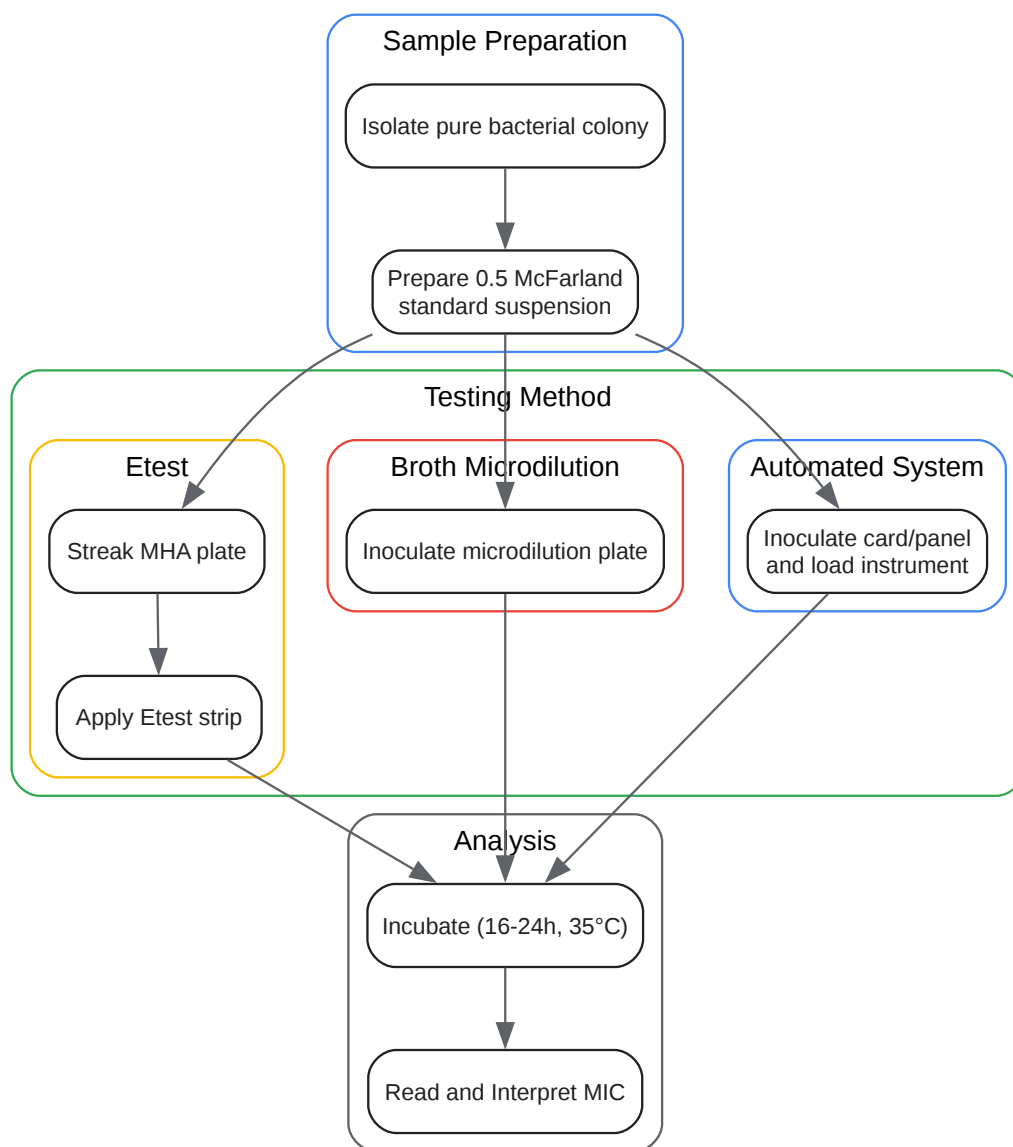 Sample Preparation
Isolate pure bacterial colony
Prepare 0.5 McFarland
standard suspension
Testing Method
Etest
Streak MHA plate
Apply Etest strip
Broth Microdilution
Inoculate microdilution plate
Automated System
Inoculate card/panel
and load instrument
Analysis
Incubate (16-24h, 35°C)
Read and Interpret MIC